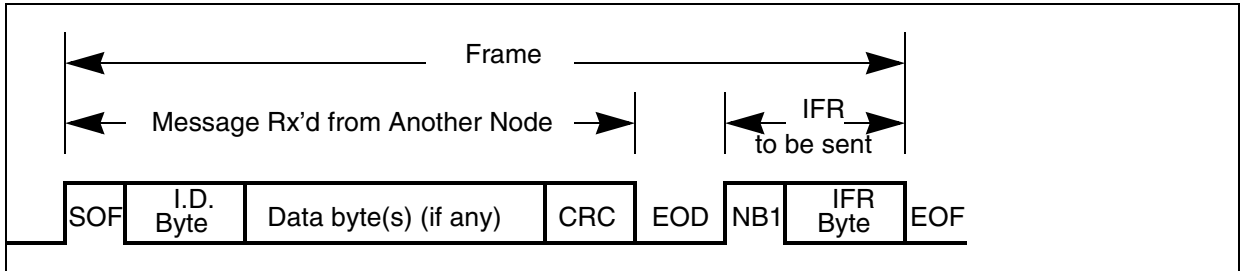 Frame
Message Rx'd from Another Node
IFR
to be sent
SOF
I.D.
Byte
Data byte(s) (if any)
CRC
EOD
NB1
IFR
Byte
EOF